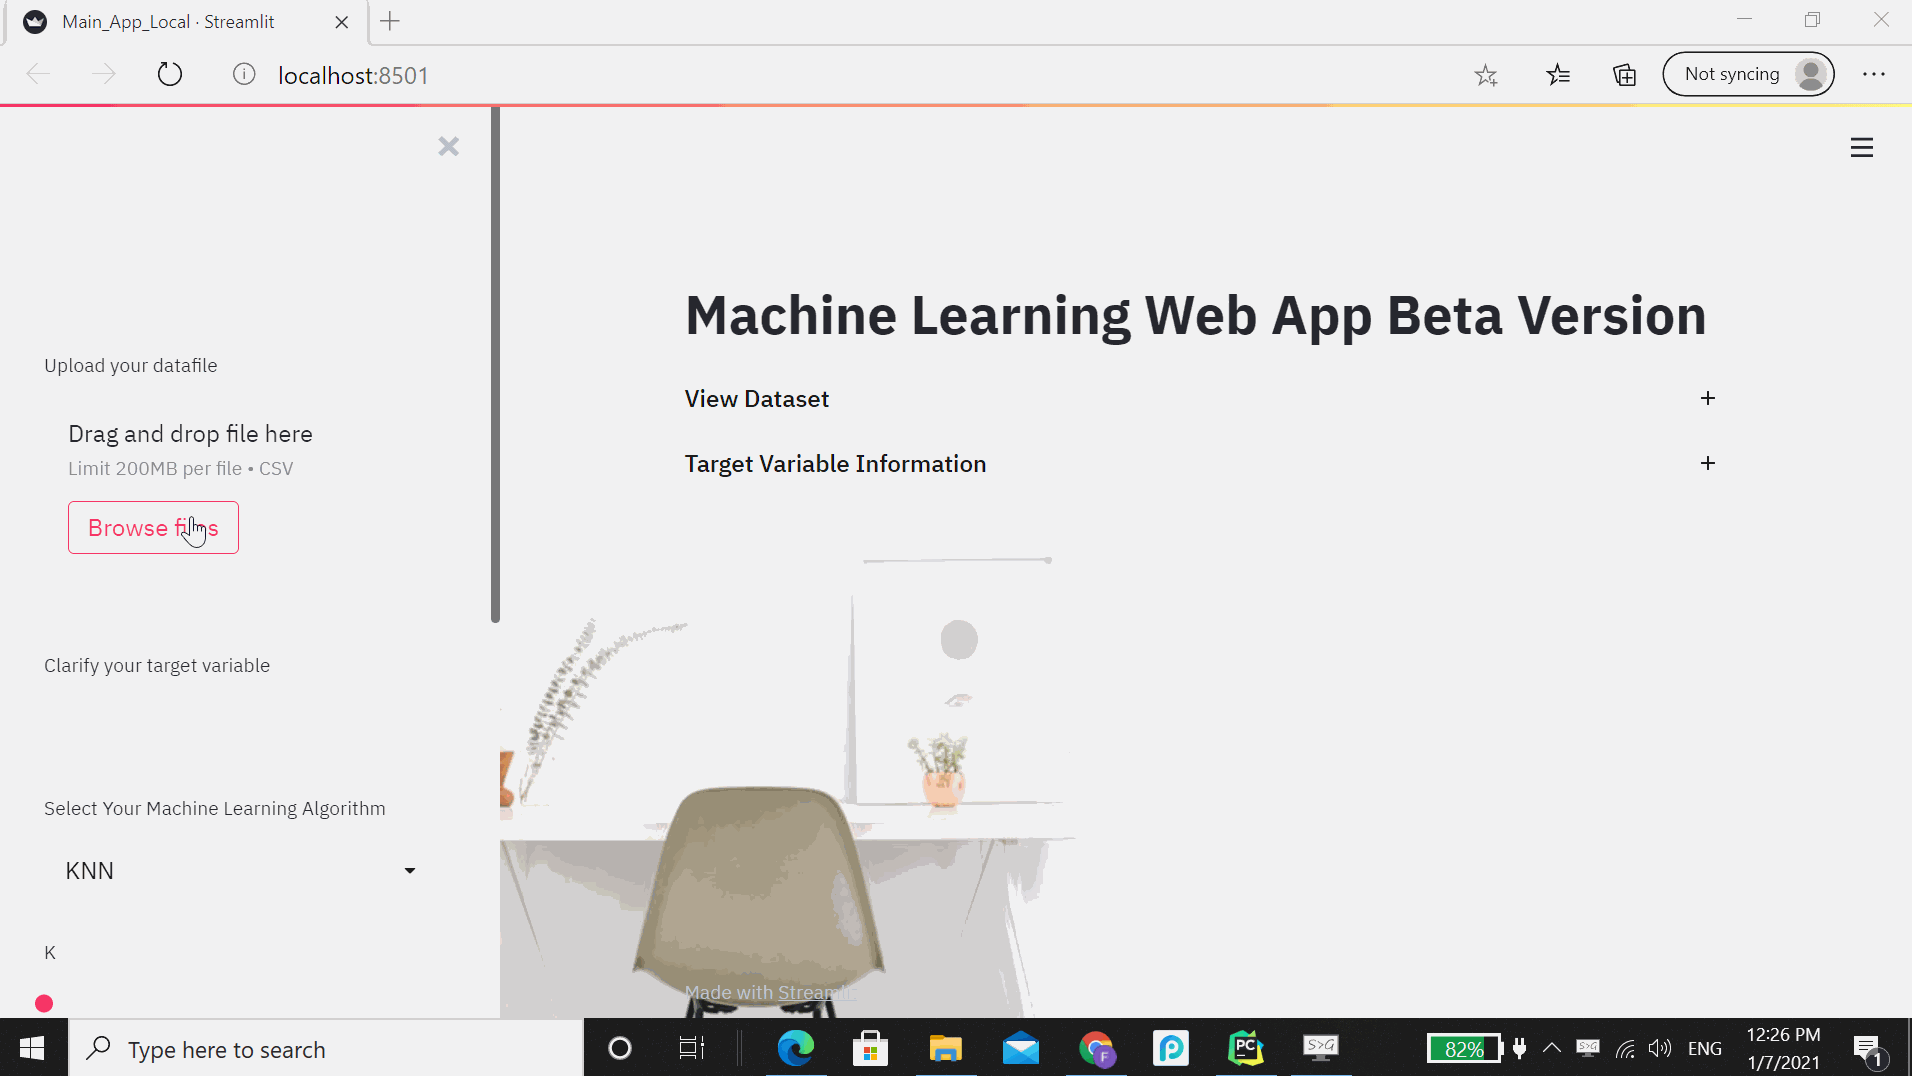 Main_App_Local · Streamlit
localhost:8501
Not syncing
Machine Learning Web App Beta Version
View Dataset
Target Variable Information
Upload your datafile
Drag and drop file here
Limit 200MB per file • CSV
Browse files
Clarify your target variable
Select Your Machine Learning Algorithm
KNN
K
Made with Streamlit
Type here to search
F
PC
S>G
82%
S>G
ENG
12:26 PM
1/7/2021
1